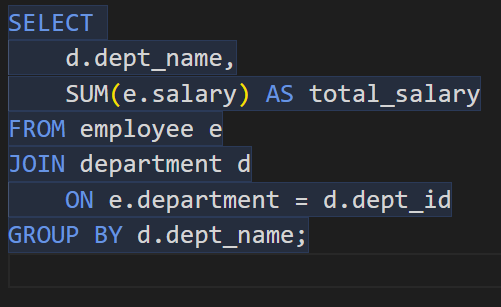 SELECT
    d.dept_name,
    SUM(e.salary) AS total_salary
FROM employee e
JOIN department d
    ON e.department = d.dept_id
GROUP BY d.dept_name;